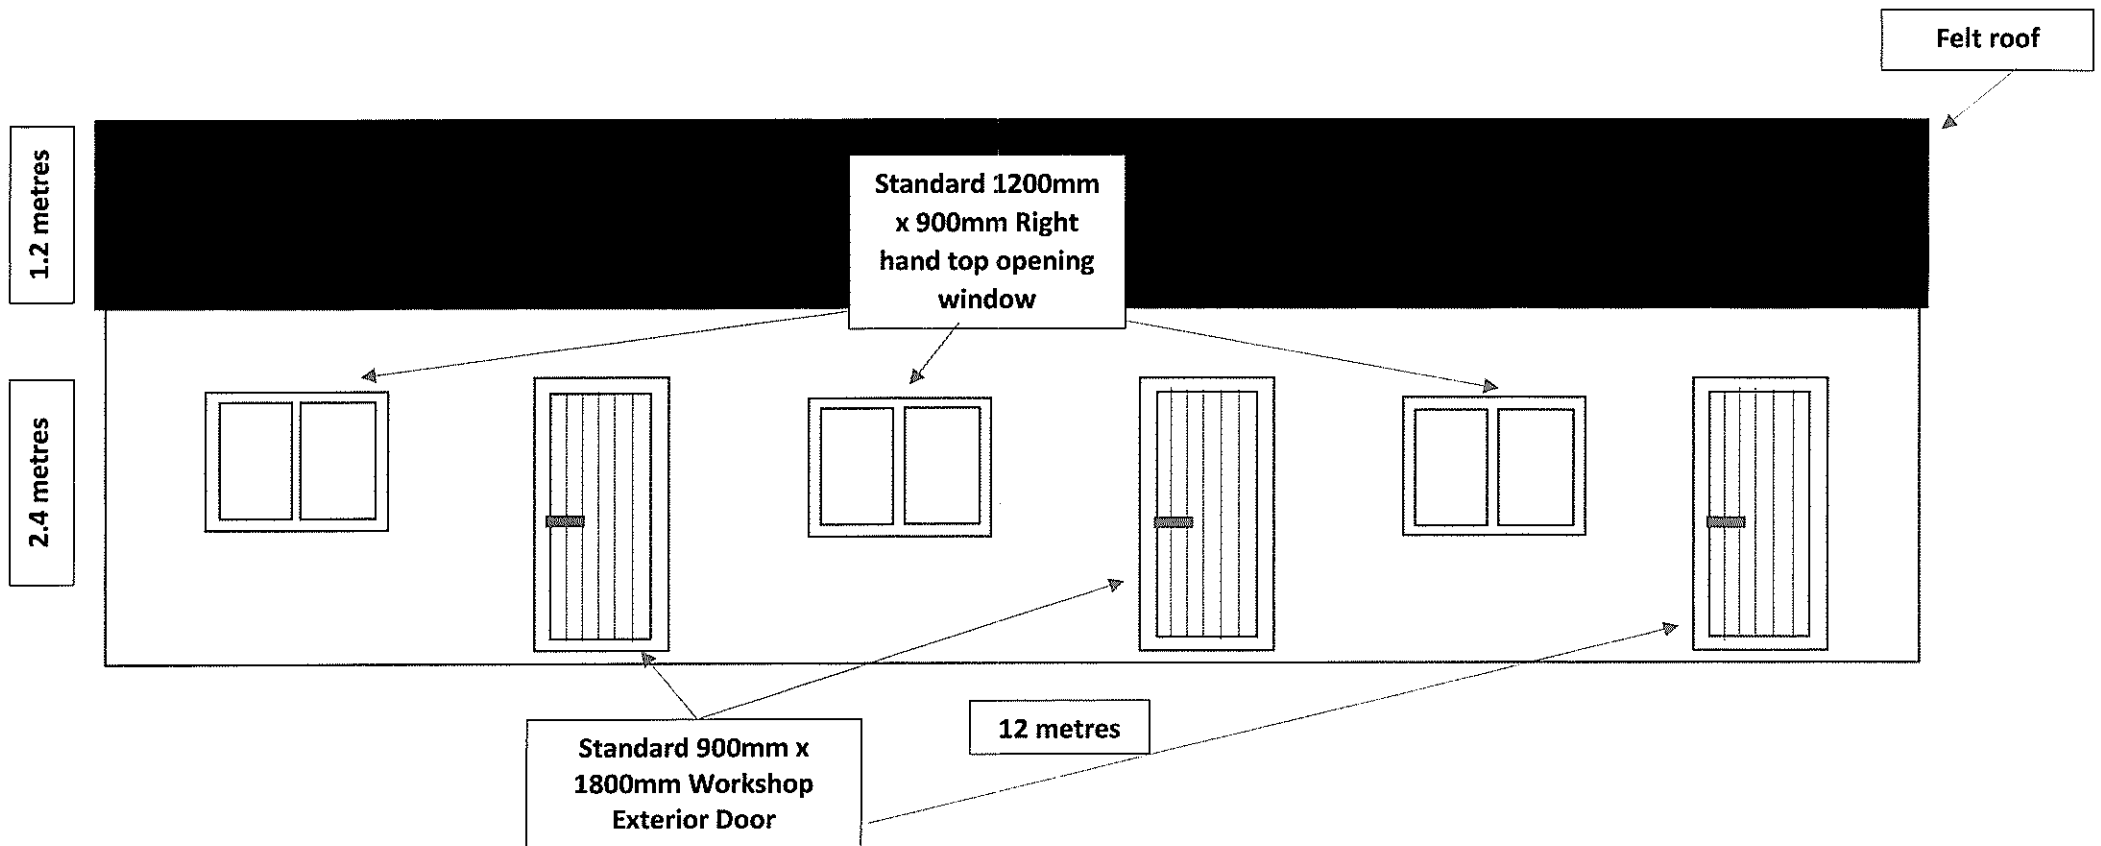 Felt roof
1.2 metres
Standard 1200mm
x 900mm Right
hand top opening
window
2.4 metres
12 metres
Standard 900mm x
1800mm Workshop
Exterior Door